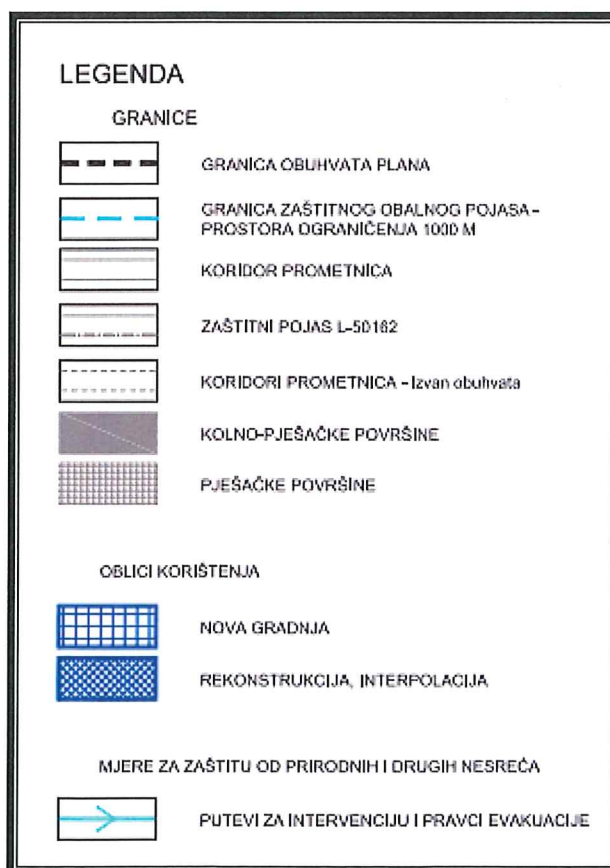 LEGENDA
GRANICE
GRANICA OBUHVATA PLANA
GRANICA ZAŠTITNOG OBALNOG POJASA –
PROSTORA OGRANIČENJA 1000 M
KORIDOR PROMETNICA
ZAŠTITNI POJAS L-50162
KORIDORI PROMETNICA – Izvan obuhvata
KOLNO-PJEŠAČKE POVRŠINE
PJEŠAČKE POVRŠINE
OBLICI KORIŠTENJA
NOVA GRADNJA
REKONSTRUKCIJA, INTERPOLACIJA
MJERE ZA ZAŠTITU OD PRIRODNIH I DRUGIH NESREĆA
PUTEVI ZA INTERVENCIJU I PRAVCI EVAKUACIJE